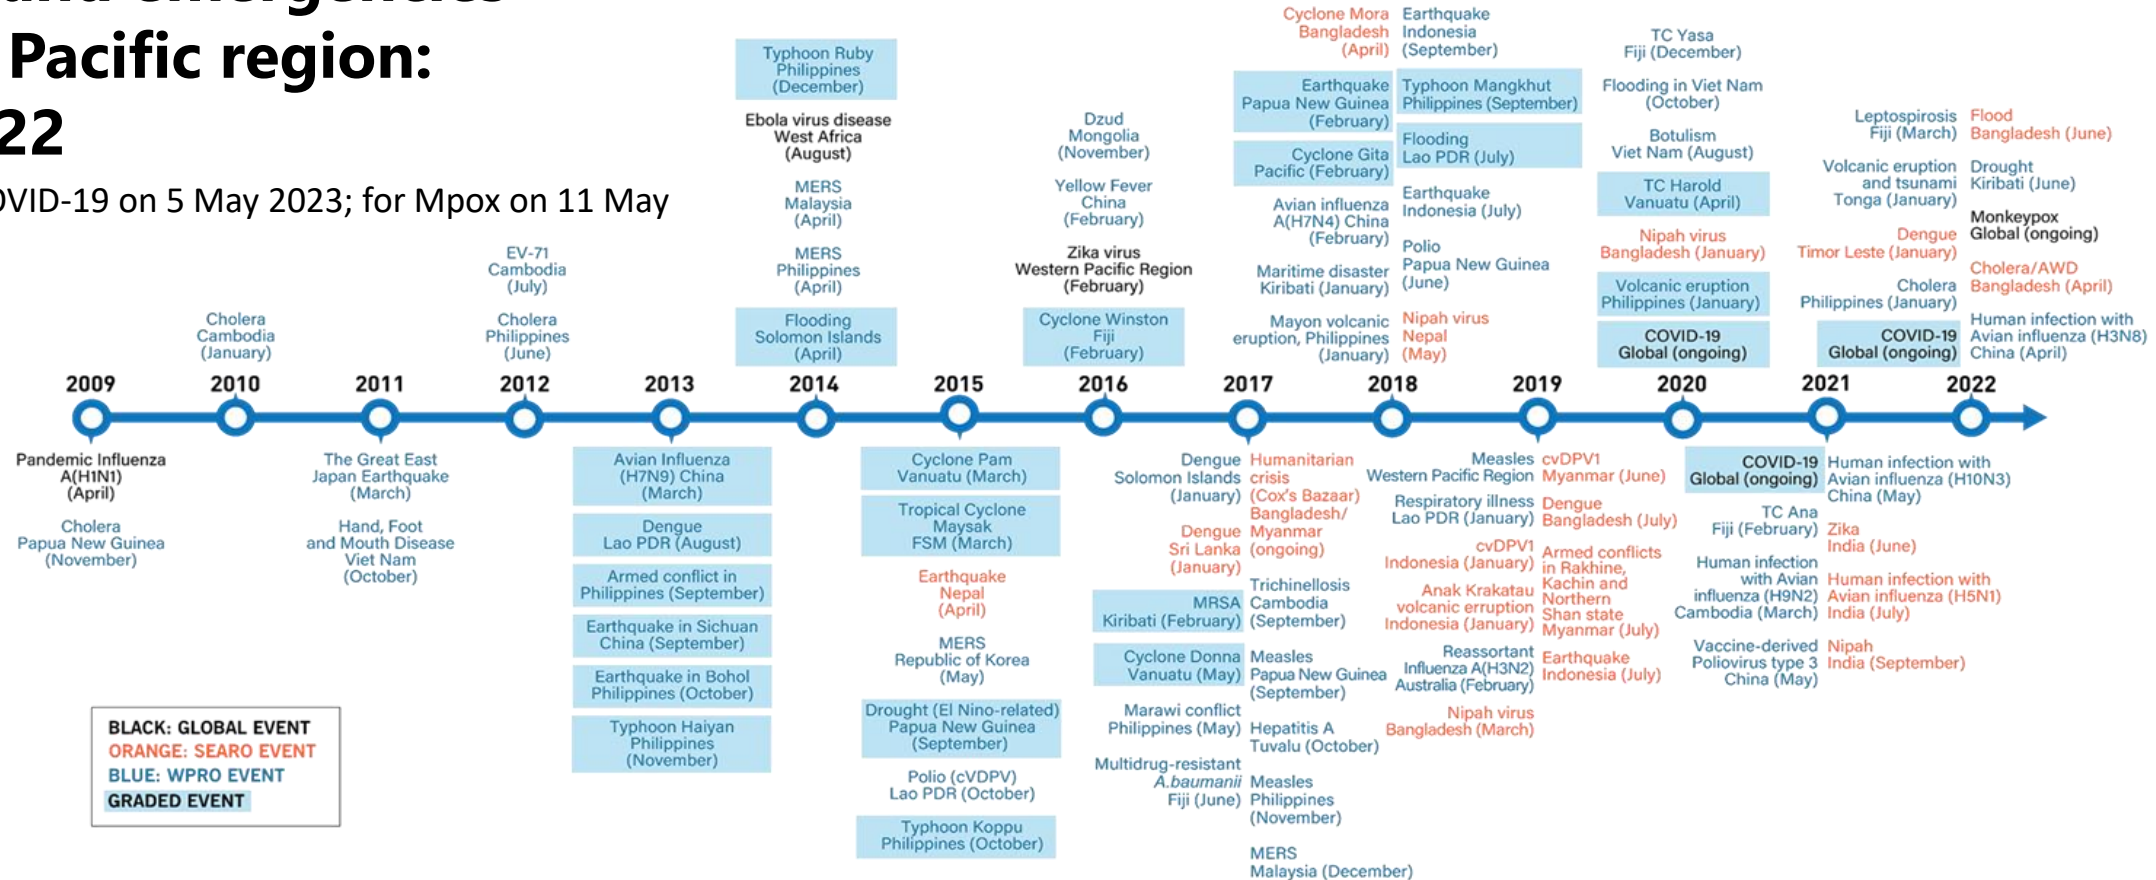 and emergencies
Pacific region:
22
OVID-19 on 5 May 2023; for Mpox on 11 May
2009
Pandemic Influenza
A(H1N1)
(April)
Cholera
Papua New Guinea
(November)
Cholera
Cambodia
(January)
2010
2011
The Great East
Japan Earthquake
(March)
Hand, Foot
and Mouth Disease
Viet Nam
(October)
EV-71
Cambodia
(July)
Cholera
Philippines
(June)
2012
2013
Avian Influenza
(H7N9) China
(March)
Dengue
Lao PDR (August)
Armed conflict in
Philippines (September)
Earthquake in Sichuan
China (September)
Earthquake in Bohol
Philippines (October)
Typhoon Haiyan
Philippines
(November)
Typhoon Ruby
Philippines
(December)
Ebola virus disease
West Africa
(August)
MERS
Malaysia
(April)
MERS
Philippines
(April)
Flooding
Solomon Islands
(April)
2014
2015
Cyclone Pam
Vanuatu (March)
Tropical Cyclone
Maysak
FSM (March)
Earthquake
Nepal
(April)
MERS
Republic of Korea
(May)
Drought (El Nino-related)
Papua New Guinea
(September)
Polio (cVDPV)
Lao PDR (October)
Typhoon Koppu
Philippines (October)
Dzud
Mongolia
(November)
Yellow Fever
China
(February)
Zika virus
Western Pacific Region
(February)
Cyclone Winston
Fiji
(February)
2016
2017
Dengue
Solomon Islands
(January)
Dengue
Sri Lanka
(January)
MRSA
Kiribati (February)
Cyclone Donna
Vanuatu (May)
Marawi conflict
Philippines (May)
Multidrug-resistant
A.baumanii
Fiji (June)
Humanitarian
crisis
(Cox's Bazaar)
Bangladesh/
Myanmar
(ongoing)
Trichinellosis
Cambodia
(September)
Measles
Papua New Guinea
(September)
Hepatitis A
Tuvalu (October)
Measles
Philippines
(November)
MERS
Malaysia (December)
Cyclone Mora
Bangladesh
(April)
Earthquake
Papua New Guinea
(February)
Cyclone Gita
Pacific (February)
Avian influenza
A(H7N4) China
(February)
Maritime disaster
Kiribati (January)
Mayon volcanic
eruption, Philippines
(January)
Earthquake
Indonesia
(September)
Typhoon Mangkhut
Philippines (September)
Flooding
Lao PDR (July)
Earthquake
Indonesia (July)
Polio
Papua New Guinea
(June)
Nipah virus
Nepal
(May)
2018
2019
Measles
Western Pacific Region
Respiratory illness
Lao PDR (January)
cVDPV1
Indonesia (January)
Anak Krakatau
volcanic erruption
Indonesia (January)
Reassortant
Influenza A(H3N2)
Australia (February)
Nipah virus
Bangladesh (March)
cvDPV1
Myanmar (June)
Dengue
Bangladesh (July)
Armed conflicts
in Rakhine,
Kachin and
Northern
Shan state
Myanmar (July)
Earthquake
Indonesia (July)
TC Yasa
Fiji (December)
Flooding in Viet Nam
(October)
Botulism
Viet Nam (August)
TC Harold
Vanuatu (April)
Nipah virus
Bangladesh (January)
Volcanic eruption
Philippines (January)
COVID-19
Global (ongoing)
2020
2021
COVID-19
Global (ongoing)
TC Ana
Fiji (February)
Human infection
with Avian
influenza (H9N2)
Cambodia (March)
Vaccine-derived
Poliovirus type 3
China (May)
Human infection with
Avian influenza (H10N3)
China (May)
Zika
India (June)
Human infection with
Avian influenza (H5N1)
India (July)
Nipah
India (September)
Leptospirosis
Fiji (March)
Volcanic eruption
and tsunami
Tonga (January)
Dengue
Timor Leste (January)
Cholera
Philippines (January)
COVID-19
Global (ongoing)
Flood
Bangladesh (June)
Drought
Kiribati (June)
Monkeypox
Global (ongoing)
Cholera/AWD
Bangladesh (April)
Human infection with
Avian influenza (H3N8)
China (April)
2022
BLACK: GLOBAL EVENT
ORANGE: SEARO EVENT
BLUE: WPRO EVENT
GRADED EVENT